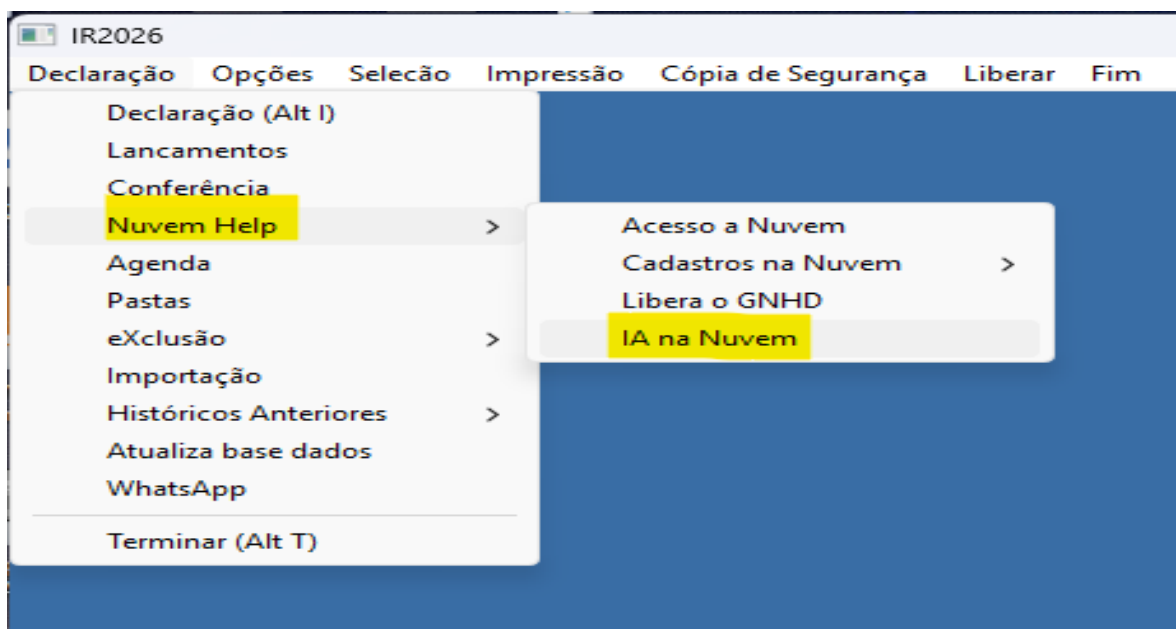 IR2026
Declaração Opções Selecão Impressão Cópia de Segurança Liberar Fim
Declaração (Alt I)
Lancamentos
Conferência
Nuvem Help >
Acesso a Nuvem
Agenda
Cadastros na Nuvem >
Pastas
Libera o GNHD
eXclusão >
IA na Nuvem
Importação
Históricos Anteriores >
Atualiza base dados
WhatsApp
Terminar (Alt T)